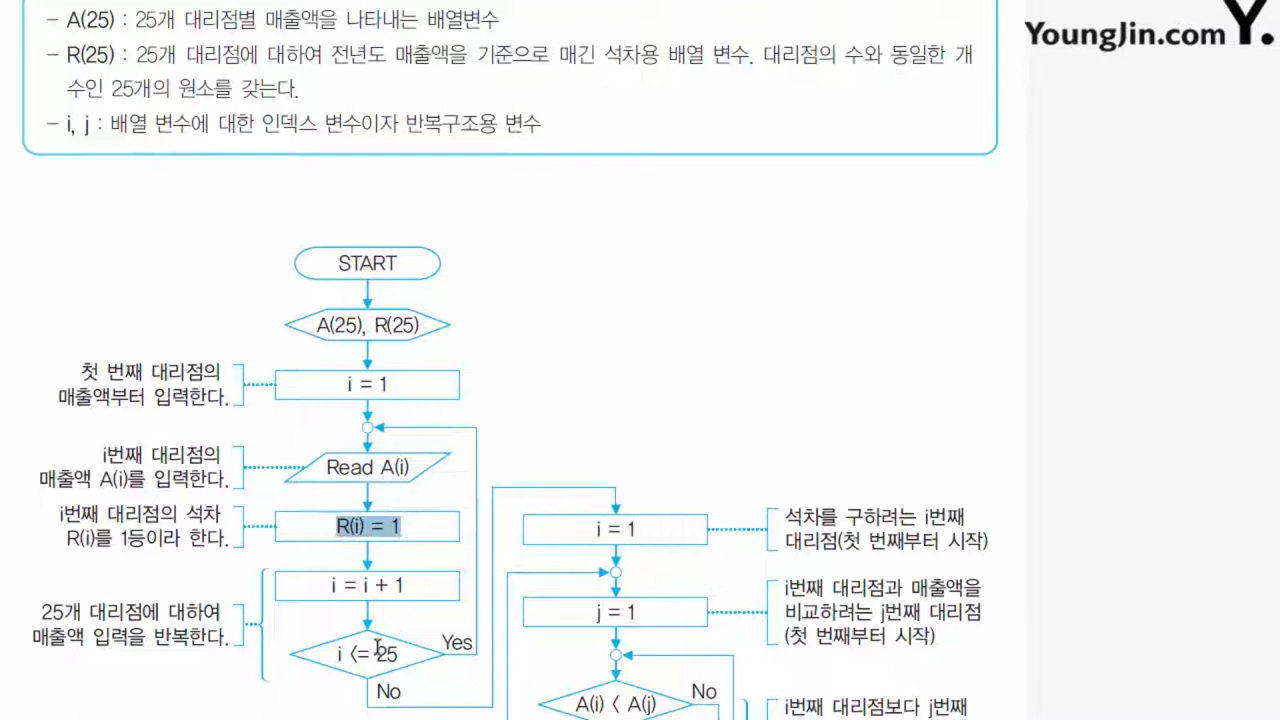 – A(25) : 25개 대리점별 매출액을 나타내는 배열변수
– R(25) : 25개 대리점에 대하여 전년도 매출액을 기준으로 매긴 석차용 배열 변수. 대리점의 수와 동일한 개
수인 25개의 원소를 갖는다.
– i, j : 배열 변수에 대한 인덱스 변수이자 반복구조용 변수
YoungJin.com Y.
START
A(25), R(25)
첫 번째 대리점의
매출액부터 입력한다.
i = 1
i번째 대리점의
매출액 A(i)를 입력한다.
Read A(i)
i번째 대리점의 석차
R(i)를 1등이라 한다.
R(i) = 1
i = i + 1
25개 대리점에 대하여
매출액 입력을 반복한다.
i <= 25
Yes
No
i = 1
석차를 구하려는 i번째
대리점(첫 번째부터 시작)
j = 1
i번째 대리점과 매출액을
비교하려는 j번째 대리점
(첫 번째부터 시작)
A(i) < A(j)
No
i번째 대리점보다 j번째